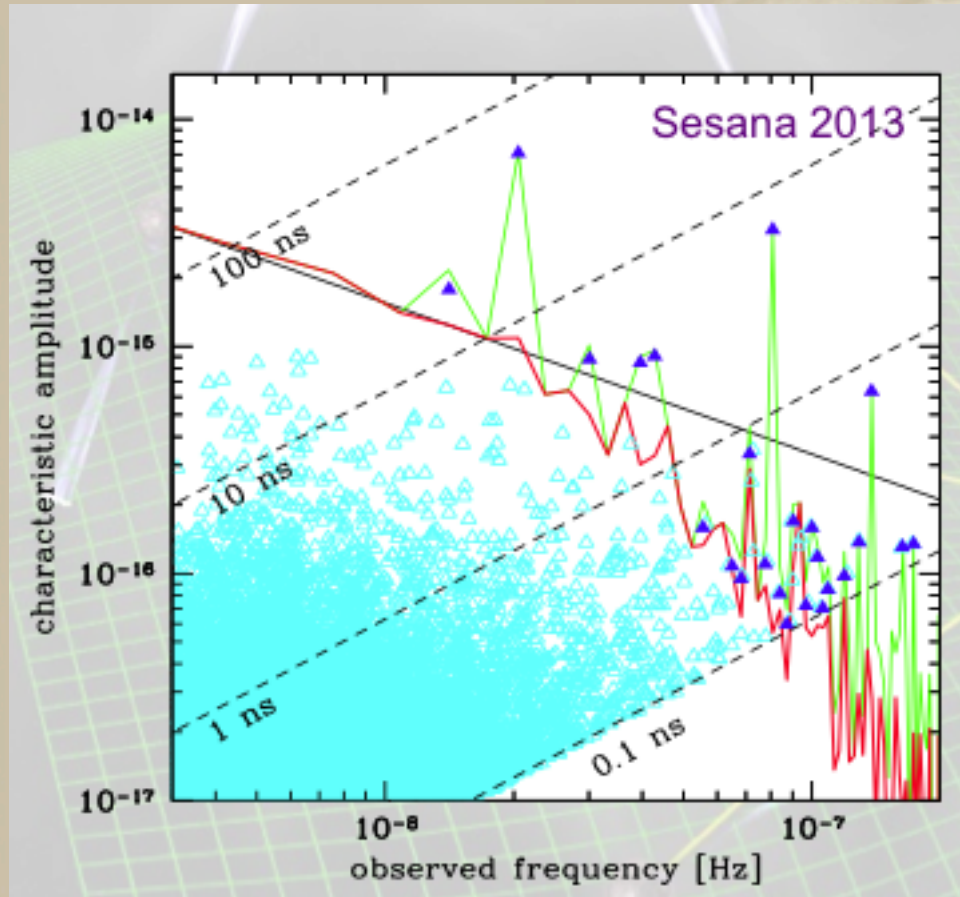 Sesana 2013
10⁻¹⁴
100 ns
characteristic amplitude
10⁻¹⁵
10 ns
10⁻¹⁶
1 ns
0.1 ns
10⁻¹⁷
10⁻⁸
10⁻⁷
observed frequency [Hz]